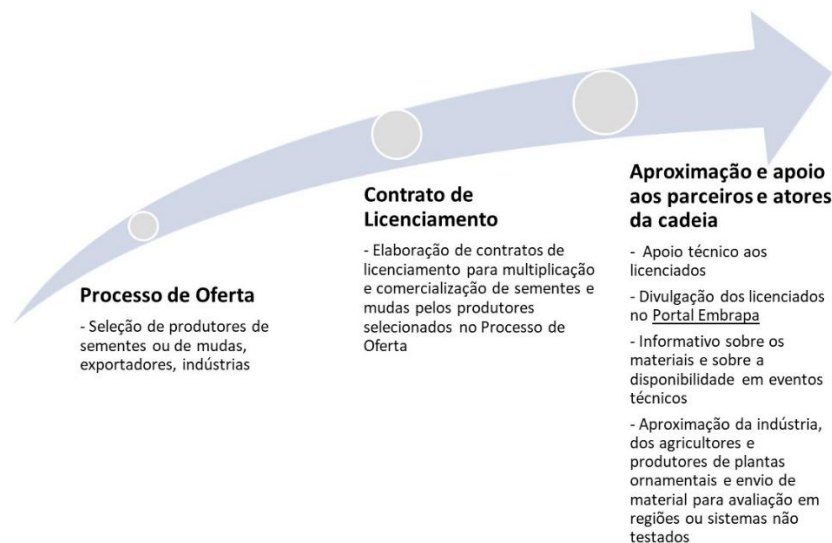 Processo de Oferta
- Seleção de produtores de
sementes ou de mudas,
exportadores, indústrias
Contrato de
Licenciamento
- Elaboração de contratos de
licenciamento para multiplicação
e comercialização de sementes e
mudas pelos produtores
selecionados no Processo de
Oferta
Aproximação e apoio
aos parceiros e atores
da cadeia
- Apoio técnico aos
licenciados
- Divulgação dos licenciados
no Portal Embrapa
- Informativo sobre os
materiais e sobre a
disponibilidade em eventos
técnicos
- Aproximação da indústria,
dos agricultores e
produtores de plantas
ornamentais e envio de
material para avaliação em
regiões ou sistemas não
testados